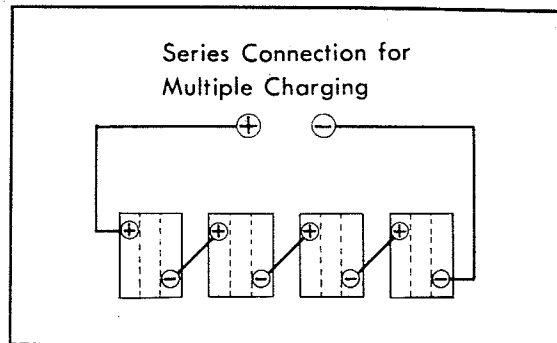 Series Connection for
Multiple Charging
+ −
+ + + +
− − − −